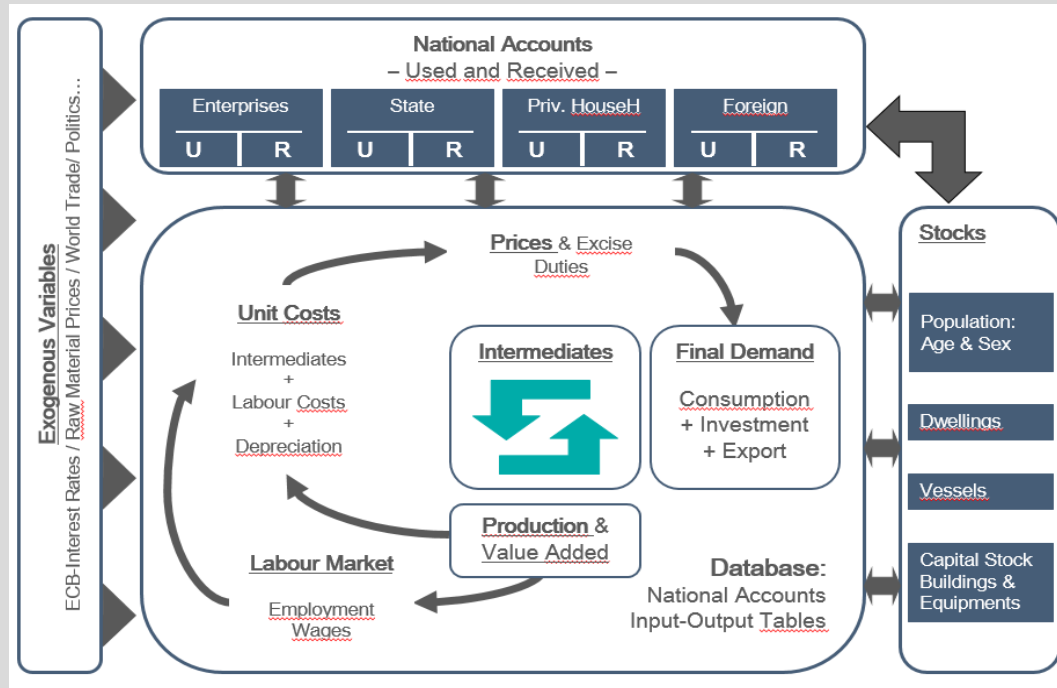 Exogenous Variables
ECB-Interest Rates / Raw Material Prices / World Trade/ Politics…
National Accounts
– Used and Received –
Enterprises
U R
State
U R
Priv. HouseH
U R
Foreign
U R
Prices & Excise
Duties
Unit Costs
Intermediates
+
Labour Costs
+
Depreciation
Intermediates
Final Demand
Consumption
+ Investment
+ Export
Production &
Value Added
Labour Market
Employment
Wages
Database:
National Accounts
Input-Output Tables
Stocks
Population:
Age & Sex
Dwellings
Vessels
Capital Stock
Buildings &
Equipments